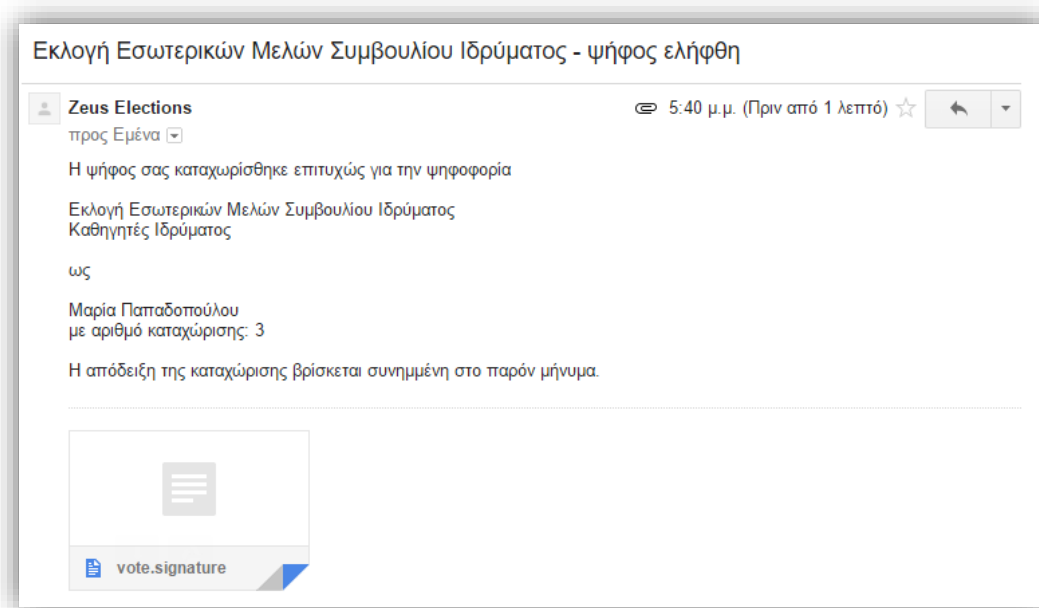 Εκλογή Εσωτερικών Μελών Συμβουλίου Ιδρύματος - ψήφος ελήφθη
Zeus Elections
5:40 μ.μ. (Πριν από 1 λεπτό)
προς Εμένα
Η ψήφος σας καταχωρίσθηκε επιτυχώς για την ψηφοφορία
Εκλογή Εσωτερικών Μελών Συμβουλίου Ιδρύματος
Καθηγητές Ιδρύματος
ως
Μαρία Παπαδοπούλου
με αριθμό καταχώρισης: 3
Η απόδειξη της καταχώρισης βρίσκεται συνημμένη στο παρόν μήνυμα.
vote.signature